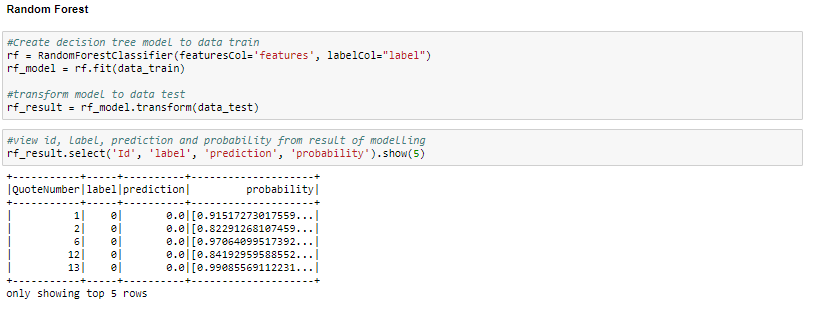 Random Forest
#Create decision tree model to data train
rf = RandomForestClassifier(featuresCol='features', labelCol="label")
rf_model = rf.fit(data_train)
#transform model to data test
rf_result = rf_model.transform(data_test)
#view id, label, prediction and probability from result of modelling
rf_result.select('Id', 'label', 'prediction', 'probability').show(5)
+-----------+-----+----------+--------------------+
|QuoteNumber|label|prediction|         probability|
+-----------+-----+----------+--------------------+
|          1|    0|       0.0|[0.91517273017559...|
|          2|    0|       0.0|[0.82291268107459...|
|          6|    0|       0.0|[0.97064099517392...|
|         12|    0|       0.0|[0.84192959588552...|
|         13|    0|       0.0|[0.99085569112231...|
+-----------+-----+----------+--------------------+
only showing top 5 rows